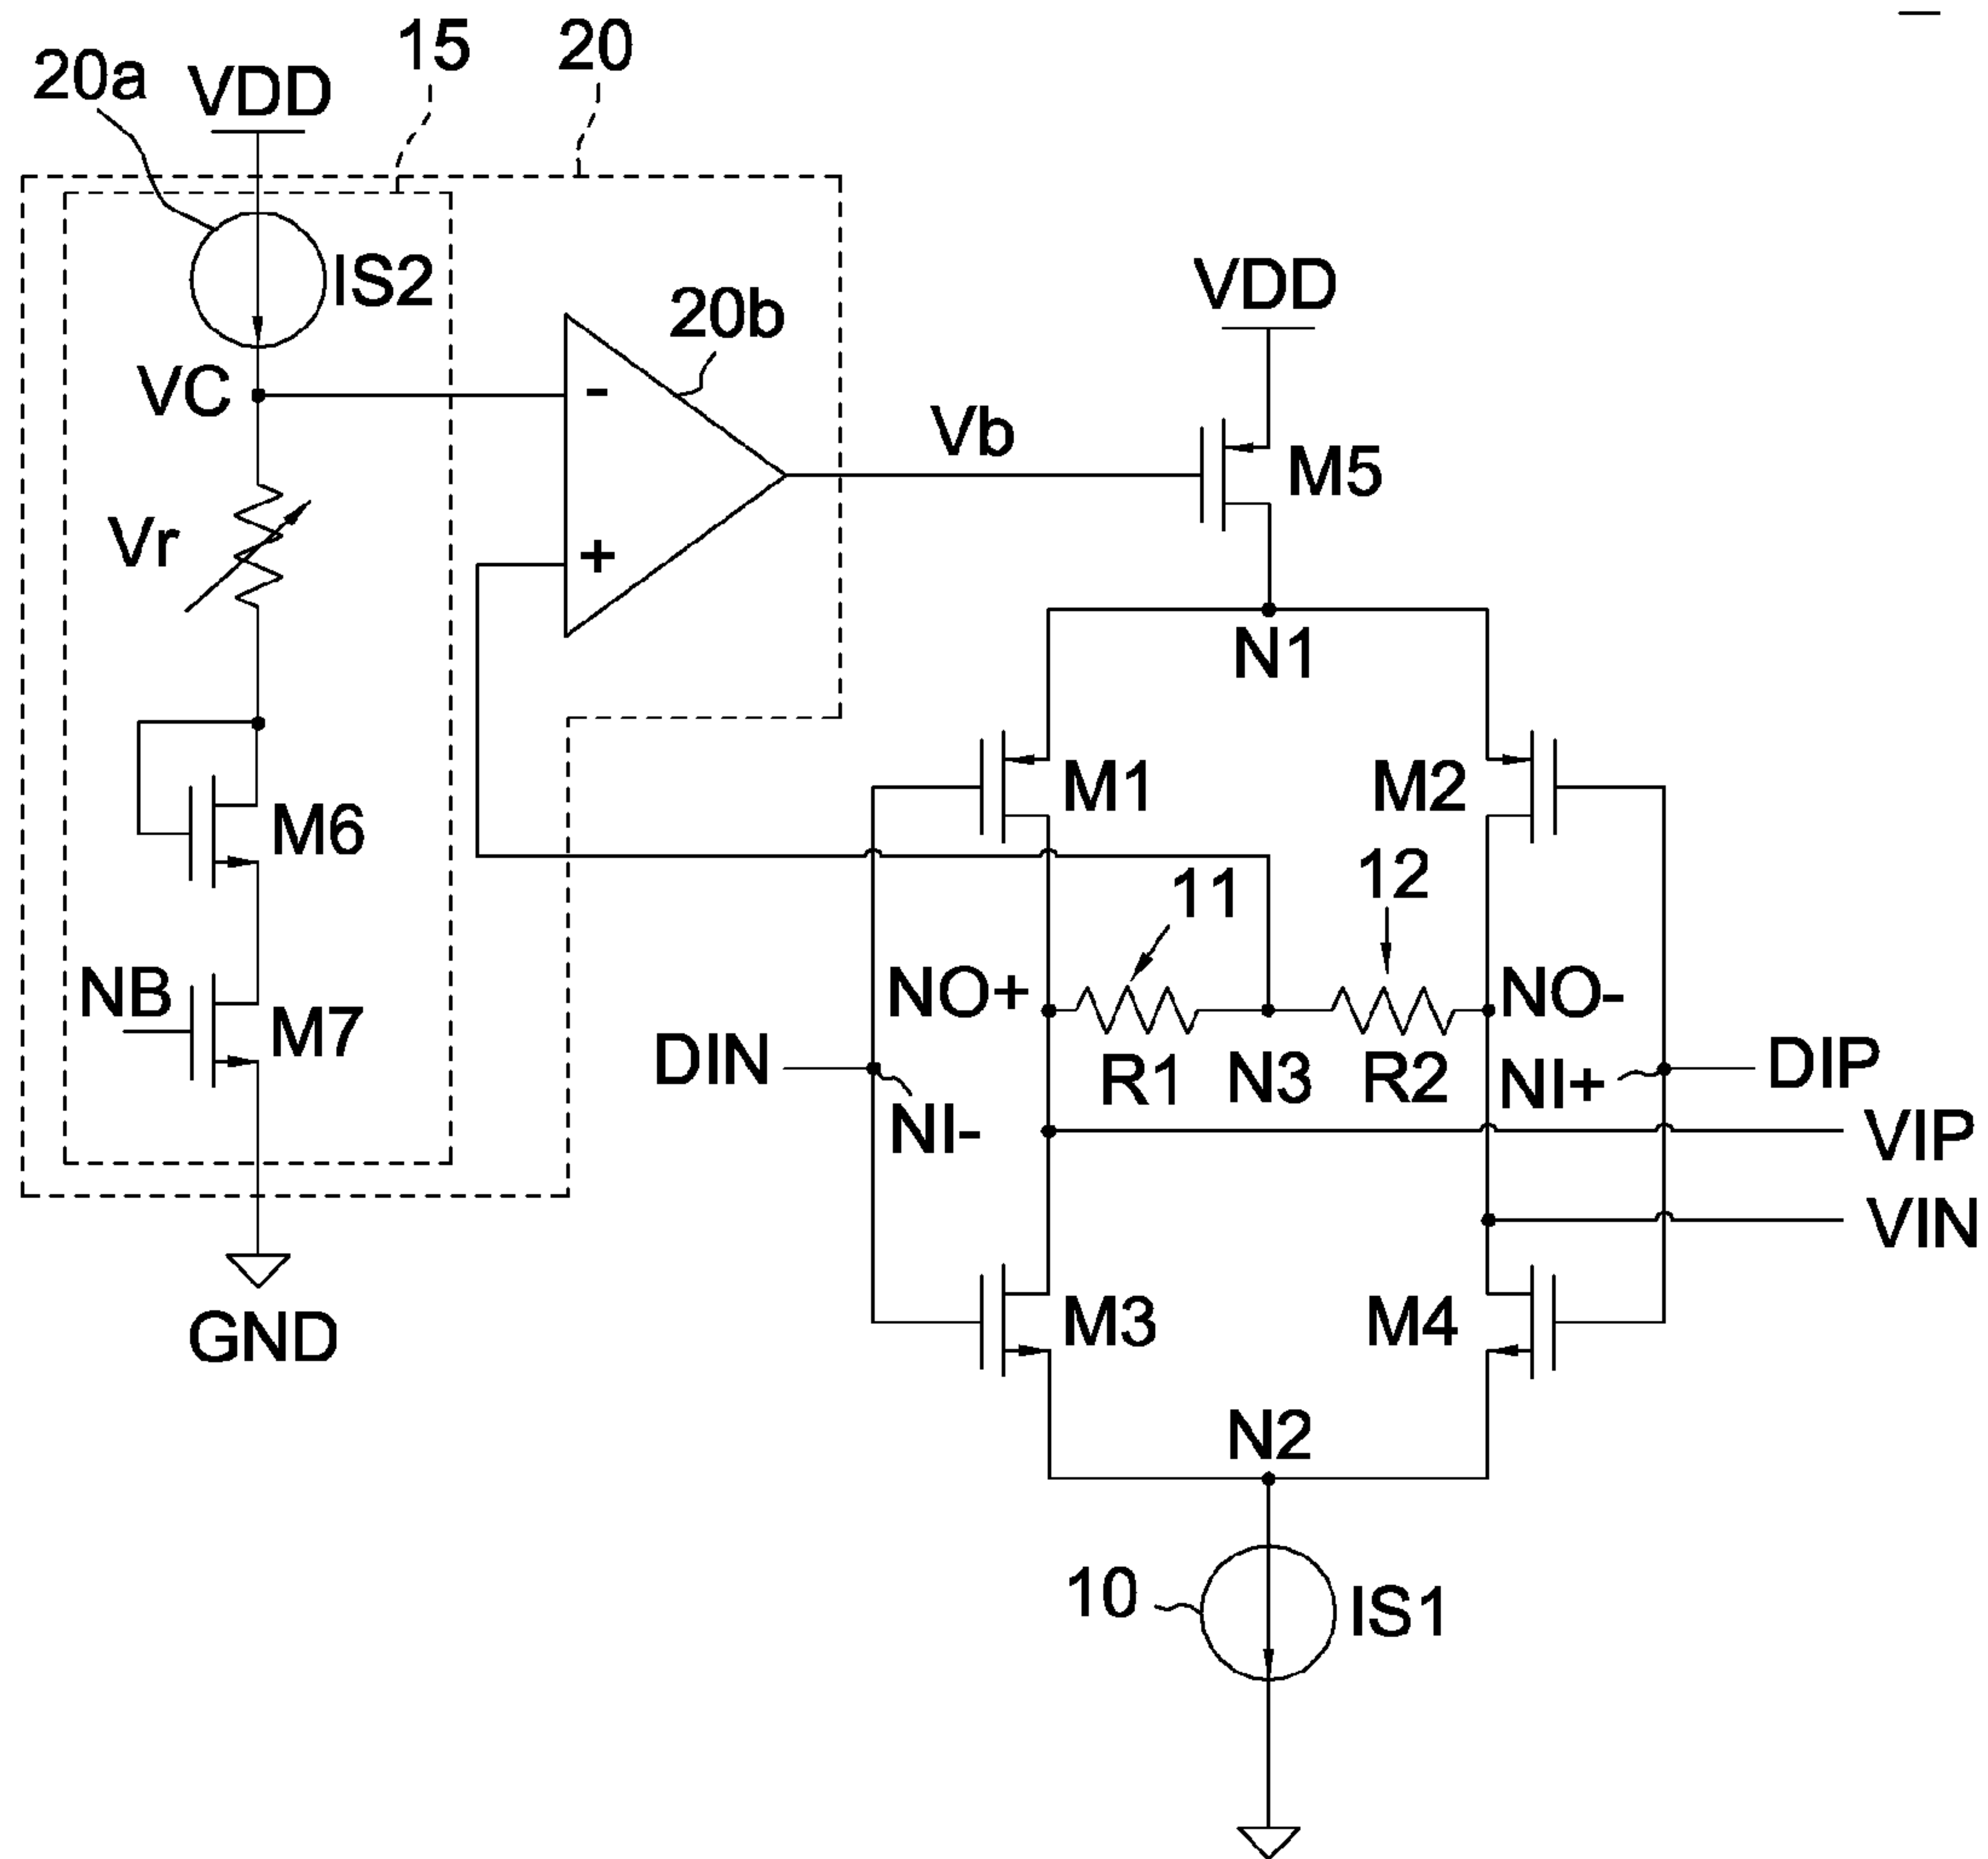 15
20
20a
VDD
IS2
20b
VDD
VC
-
Vb
M5
Vr
+
N1
M1
M2
M6
11
12
NB
NO+
NO-
M7
DIN
R1
N3
R2
NI+
DIP
NI-
VIP
VIN
GND
M3
M4
N2
10
IS1